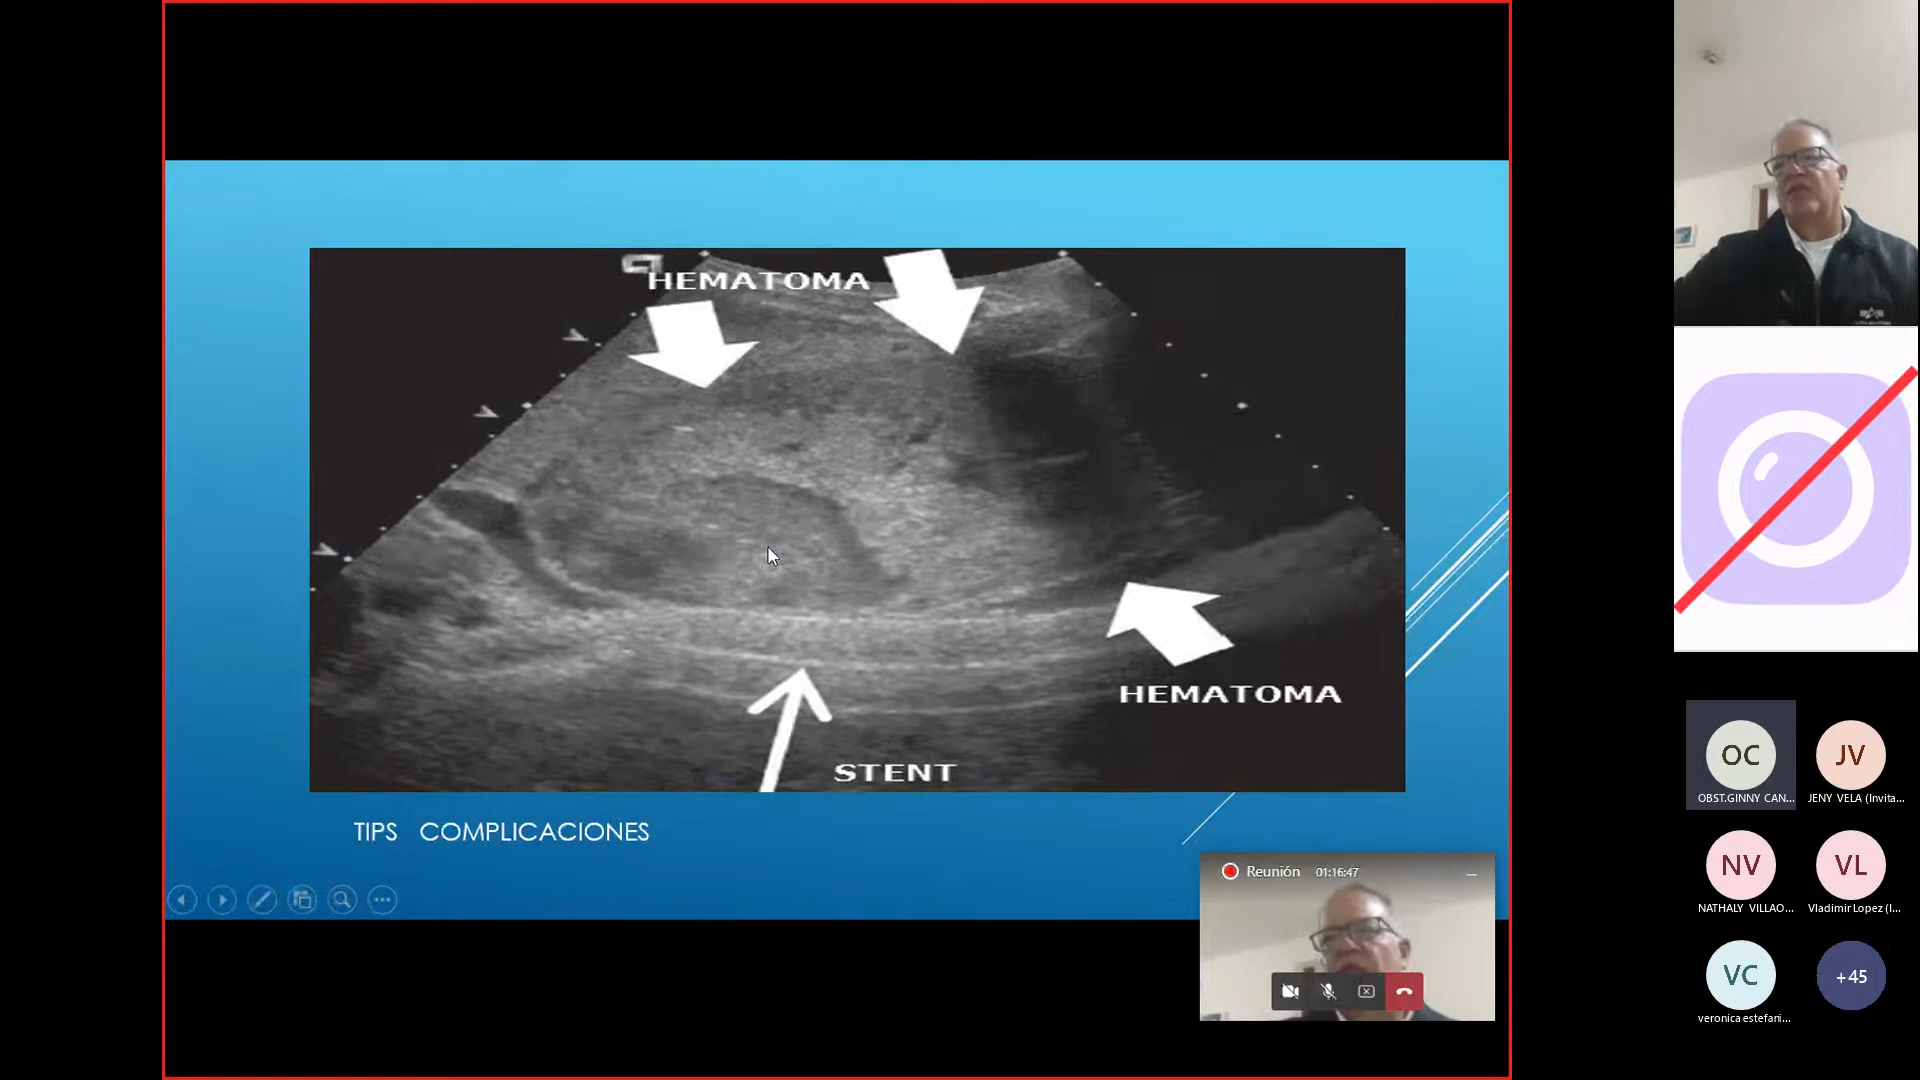 HEMATOMA
HEMATOMA
STENT
TIPS COMPLICACIONES
Reunión 01:16:47
OC
OBST.GINNY CAN...
JV
JENY VELA (Invita...
NV
NATHALY VILLAO...
VL
Vladimir Lopez (I...
VC
veronica estefani...
+45